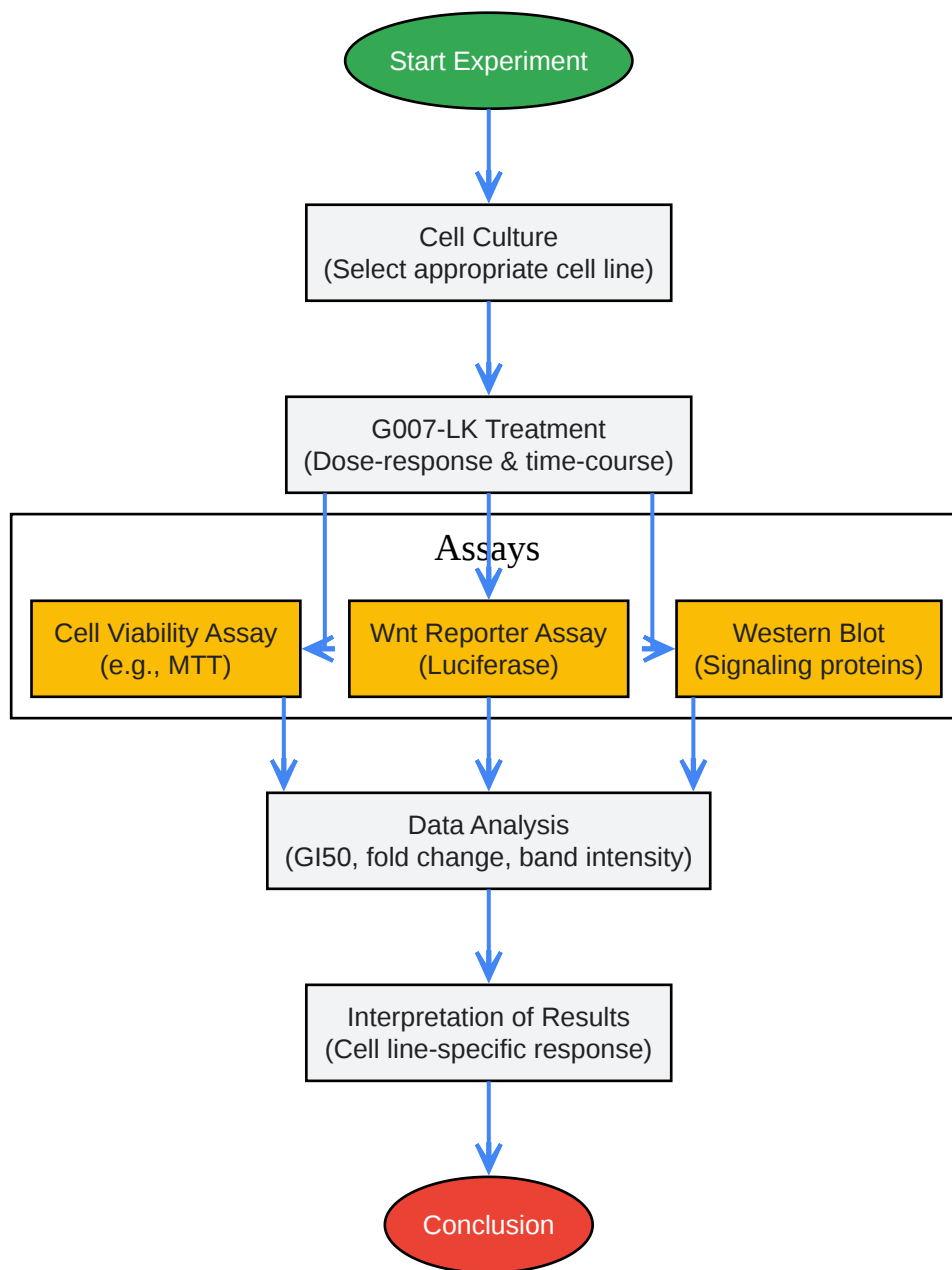 Start Experiment
Cell Culture
(Select appropriate cell line)
G007-LK Treatment
(Dose-response & time-course)
Assays
Cell Viability Assay
(e.g., MTT)
Wnt Reporter Assay
(Luciferase)
Western Blot
(Signaling proteins)
Data Analysis
(GI50, fold change, band intensity)
Interpretation of Results
(Cell line-specific response)
Conclusion